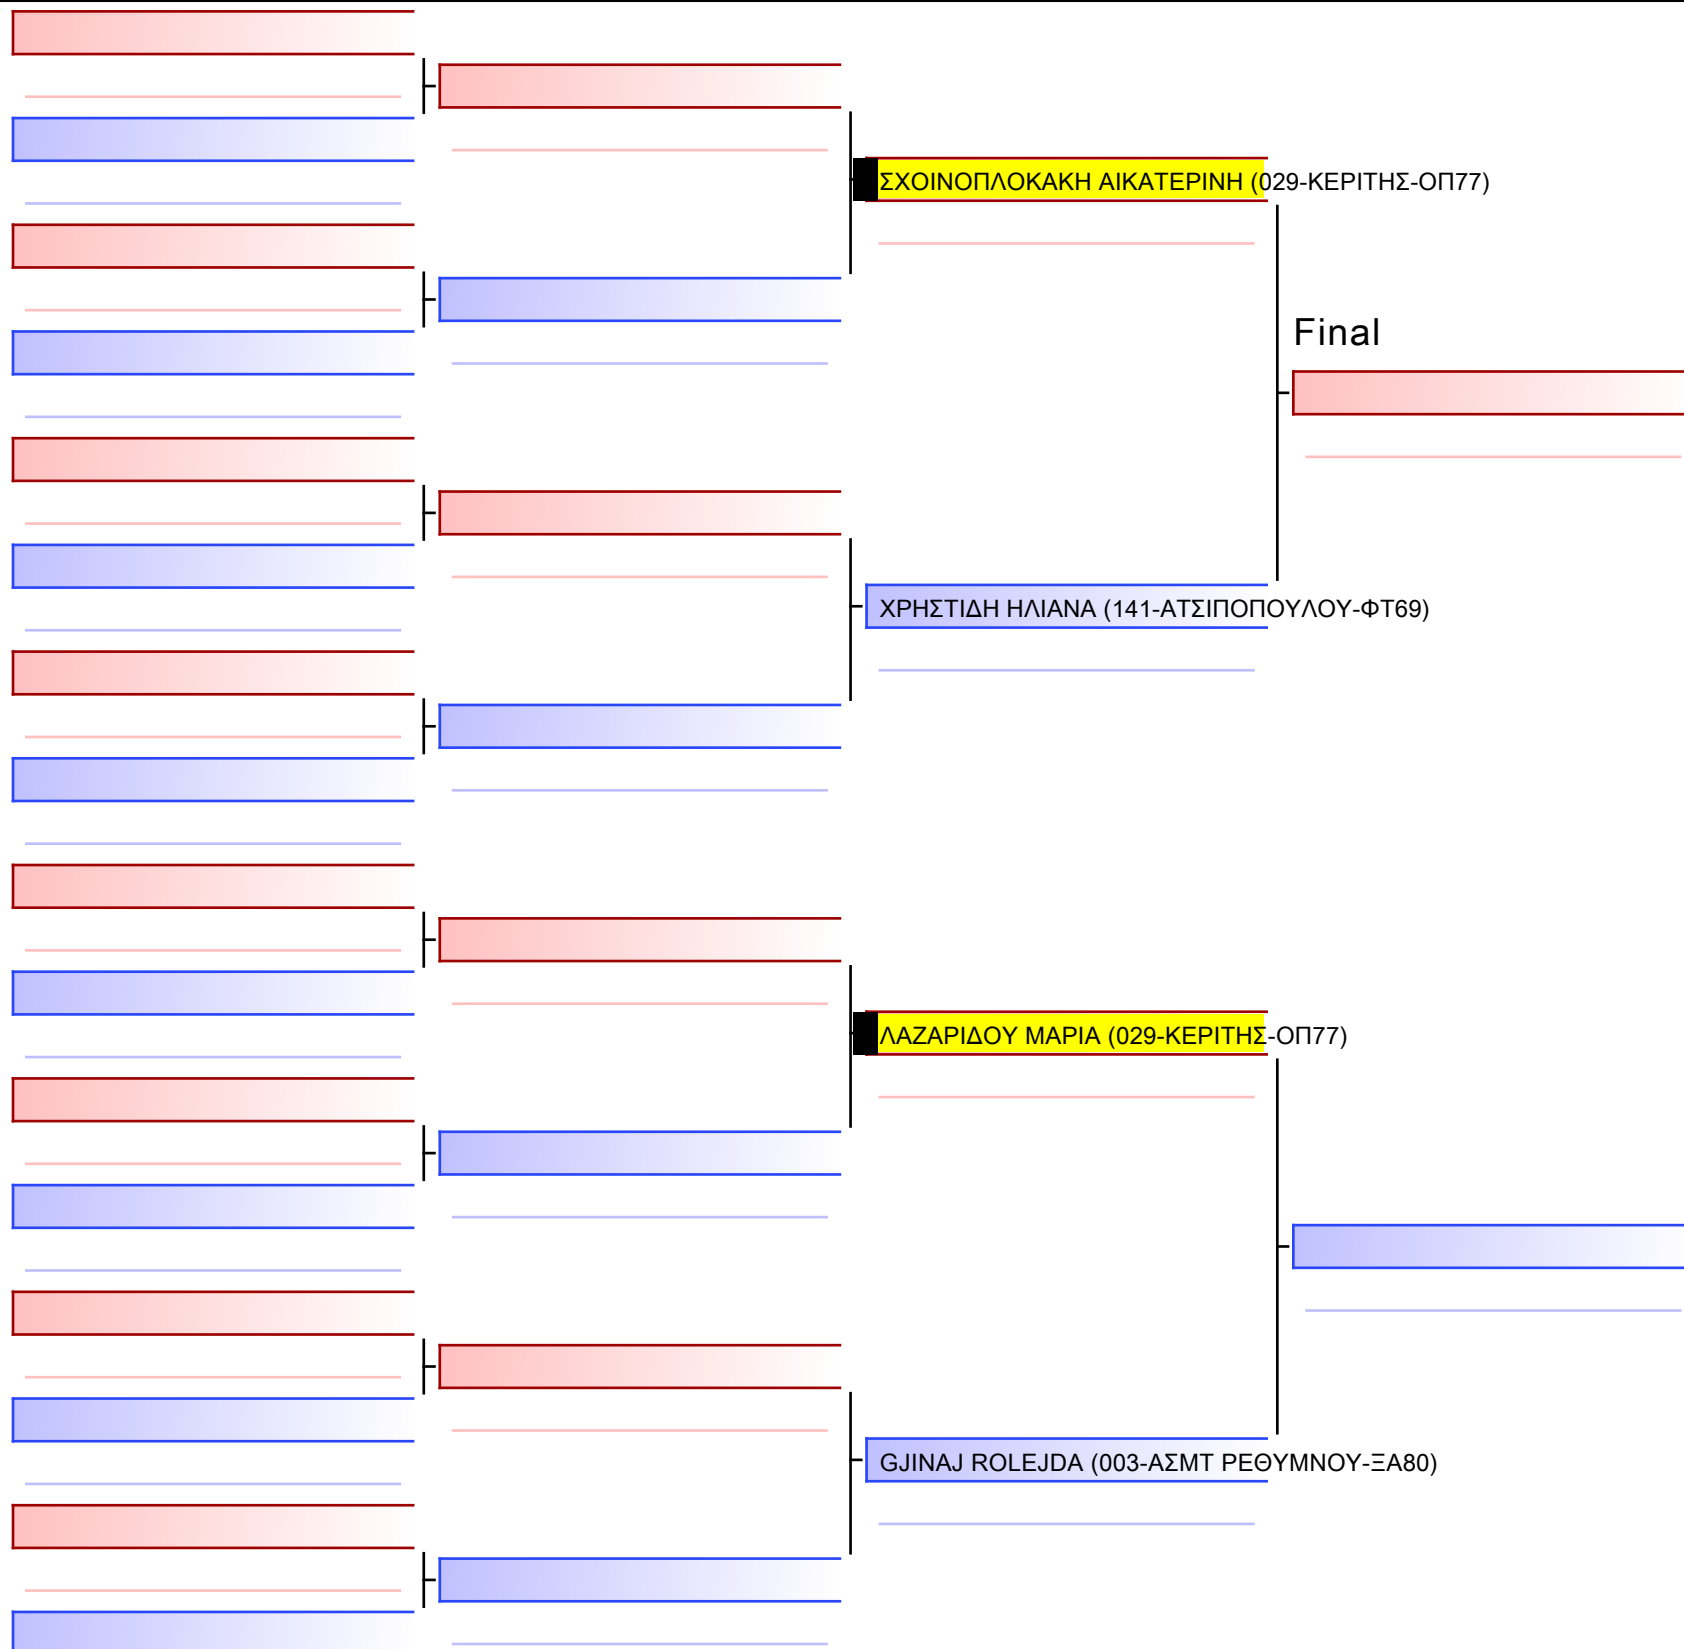 ΣΧΟΙΝΟΠΛΟΚΑΚΗ ΑΙΚΑΤΕΡΙΝΗ (029-ΚΕΡΙΤΗΣ-ΟΠ77)
Final
ΧΡΗΣΤΙΔΗ ΗΛΙΑΝΑ (141-ΑΤΣΙΠΟΠΟΥΛΟΥ-ΦΤ69)
ΛΑΖΑΡΙΔΟΥ ΜΑΡΙΑ (029-ΚΕΡΙΤΗΣ-ΟΠ77)
GJINAJ ROLEJDA (003-ΑΣΜΤ ΡΕΘΥΜΝΟΥ-ΞΑ80)